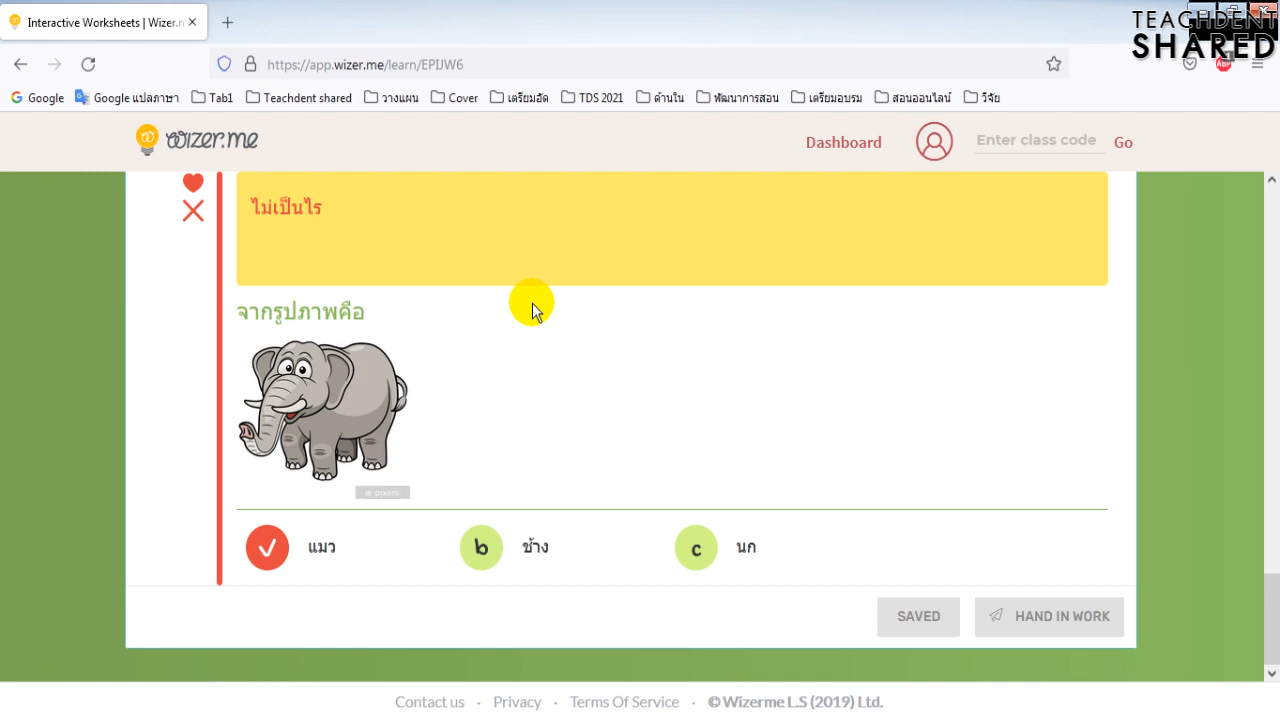 TEACHDENT
SHARED
Interactive Worksheets | Wizer.m
https://app.wizer.me/learn/EPIJW6
Google
Google แปลภาษา
Tab1
Teachdent shared
วางแผน
Cover
เตรียมอัด
TDS 2021
ด้านใน
พัฒนาการสอน
เตรียมอบรม
สอนออนไลน์
วิจัย
wizer.me
Dashboard
Enter class code
Go
ไม่เป็นไร
จากรูปภาพคือ
pixers
แมว
b ช้าง
c นก
SAVED
HAND IN WORK
Contact us · Privacy · Terms Of Service · © Wizerme L.S (2019) Ltd.